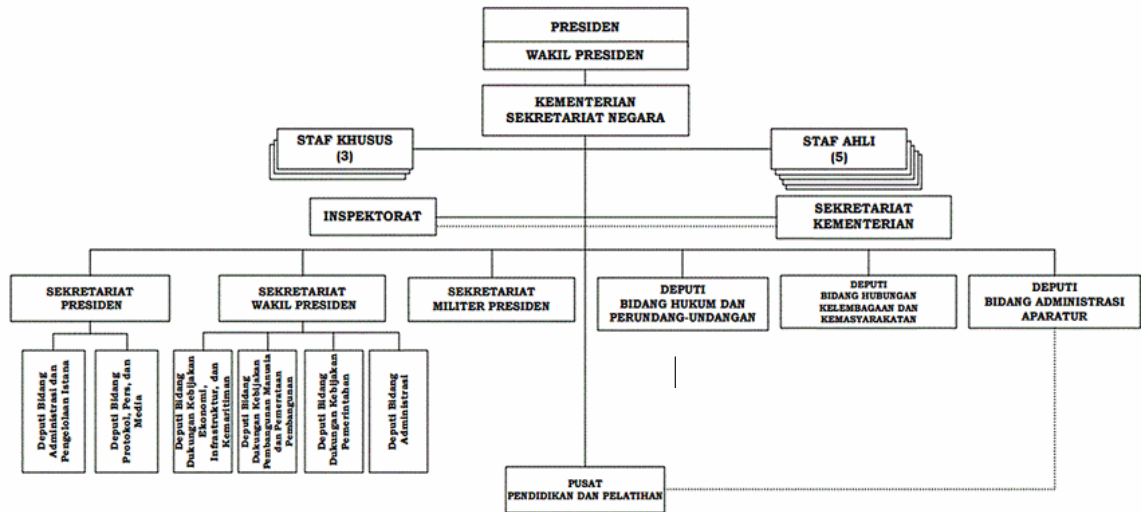 PRESIDEN
WAKIL PRESIDEN
KEMENTERIAN
SEKRETARIAT NEGARA
STAF KHUSUS
(3)
STAF AHLI
(5)
INSPEKTORAT
SEKRETARIAT
KEMENTERIAN
SEKRETARIAT
PRESIDEN
SEKRETARIAT
WAKIL PRESIDEN
SEKRETARIAT
MILITER PRESIDEN
DEPUTI
BIDANG HUKUM DAN
PERUNDANG-UNDANGAN
DEPUTI
BIDANG HUBUNGAN
KELEMBAGAAN DAN
KEMASYARAKATAN
DEPUTI
BIDANG ADMINISTRASI
APARATUR
Deputi Bidang
Administrasi dan
Pengelolaan Istana
Deputi Bidang
Protokol, Pers, dan
Media
Deputi Bidang
Dukungan Kebijakan
Ekonomi,
Infrastruktur, dan
Kemaritiman
Deputi Bidang
Dukungan Kebijakan
Pembangunan Manusia
dan Pemerataan
Pembangunan
Deputi Bidang
Dukungan Kebijakan
Pemerintahan
Deputi Bidang
Administrasi
PUSAT
PENDIDIKAN DAN PELATIHAN